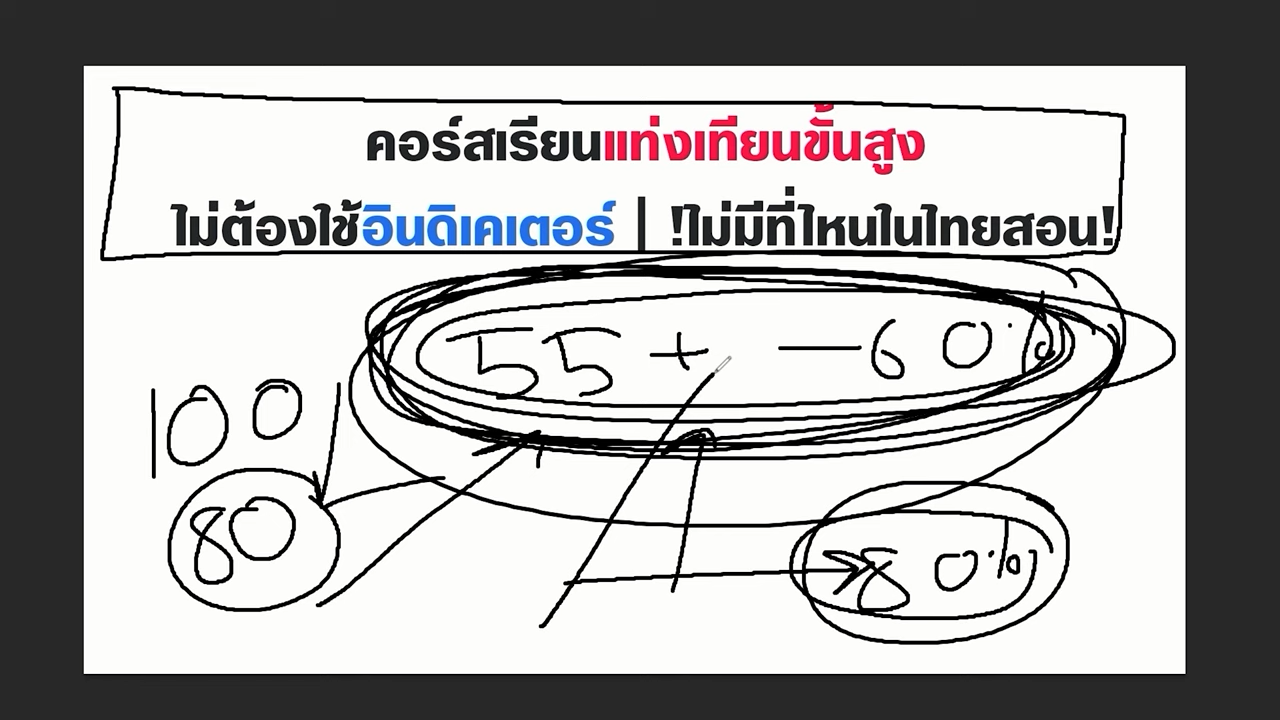 คอร์สเรียนแท่งเทียนขั้นสูง
ไม่ต้องใช้อินดิเคเตอร์ | !ไม่มีที่ไหนในไทยสอน!
55 + — 60%
100
80
80%